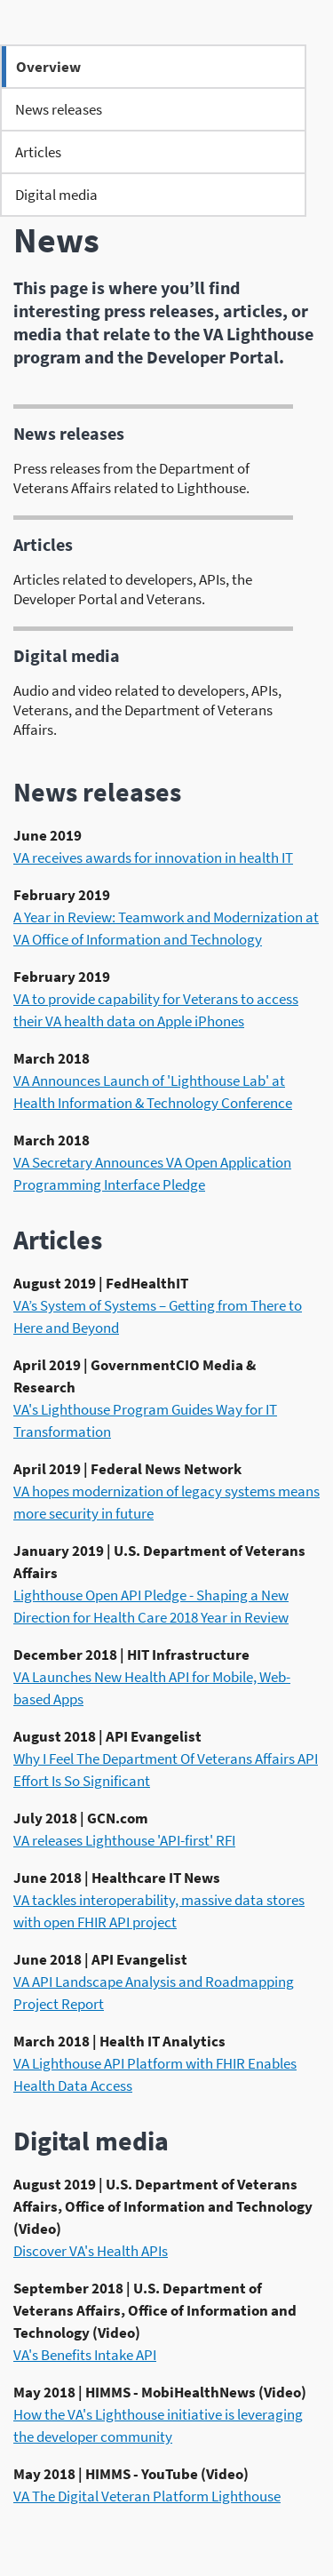 Overview
News releases
Articles
Digital media
News
This page is where you’ll find
interesting press releases, articles, or
media that relate to the VA Lighthouse
program and the Developer Portal.
News releases
Press releases from the Department of
Veterans Affairs related to Lighthouse.
Articles
Articles related to developers, APIs, the
Developer Portal and Veterans.
Digital media
Audio and video related to developers, APIs,
Veterans, and the Department of Veterans
Affairs.
News releases
June 2019
VA receives awards for innovation in health IT
February 2019
A Year in Review: Teamwork and Modernization at
VA Office of Information and Technology
February 2019
VA to provide capability for Veterans to access
their VA health data on Apple iPhones
March 2018
VA Announces Launch of 'Lighthouse Lab' at
Health Information & Technology Conference
March 2018
VA Secretary Announces VA Open Application
Programming Interface Pledge
Articles
August 2019 | FedHealthIT
VA’s System of Systems – Getting from There to
Here and Beyond
April 2019 | GovernmentCIO Media &
Research
VA's Lighthouse Program Guides Way for IT
Transformation
April 2019 | Federal News Network
VA hopes modernization of legacy systems means
more security in future
January 2019 | U.S. Department of Veterans
Affairs
Lighthouse Open API Pledge - Shaping a New
Direction for Health Care 2018 Year in Review
December 2018 | HIT Infrastructure
VA Launches New Health API for Mobile, Web-
based Apps
August 2018 | API Evangelist
Why I Feel The Department Of Veterans Affairs API
Effort Is So Significant
July 2018 | GCN.com
VA releases Lighthouse 'API-first' RFI
June 2018 | Healthcare IT News
VA tackles interoperability, massive data stores
with open FHIR API project
June 2018 | API Evangelist
VA API Landscape Analysis and Roadmapping
Project Report
March 2018 | Health IT Analytics
VA Lighthouse API Platform with FHIR Enables
Health Data Access
Digital media
August 2019 | U.S. Department of Veterans
Affairs, Office of Information and Technology
(Video)
Discover VA's Health APIs
September 2018 | U.S. Department of
Veterans Affairs, Office of Information and
Technology (Video)
VA's Benefits Intake API
May 2018 | HIMMS - MobiHealthNews (Video)
How the VA's Lighthouse initiative is leveraging
the developer community
May 2018 | HIMMS - YouTube (Video)
VA The Digital Veteran Platform Lighthouse